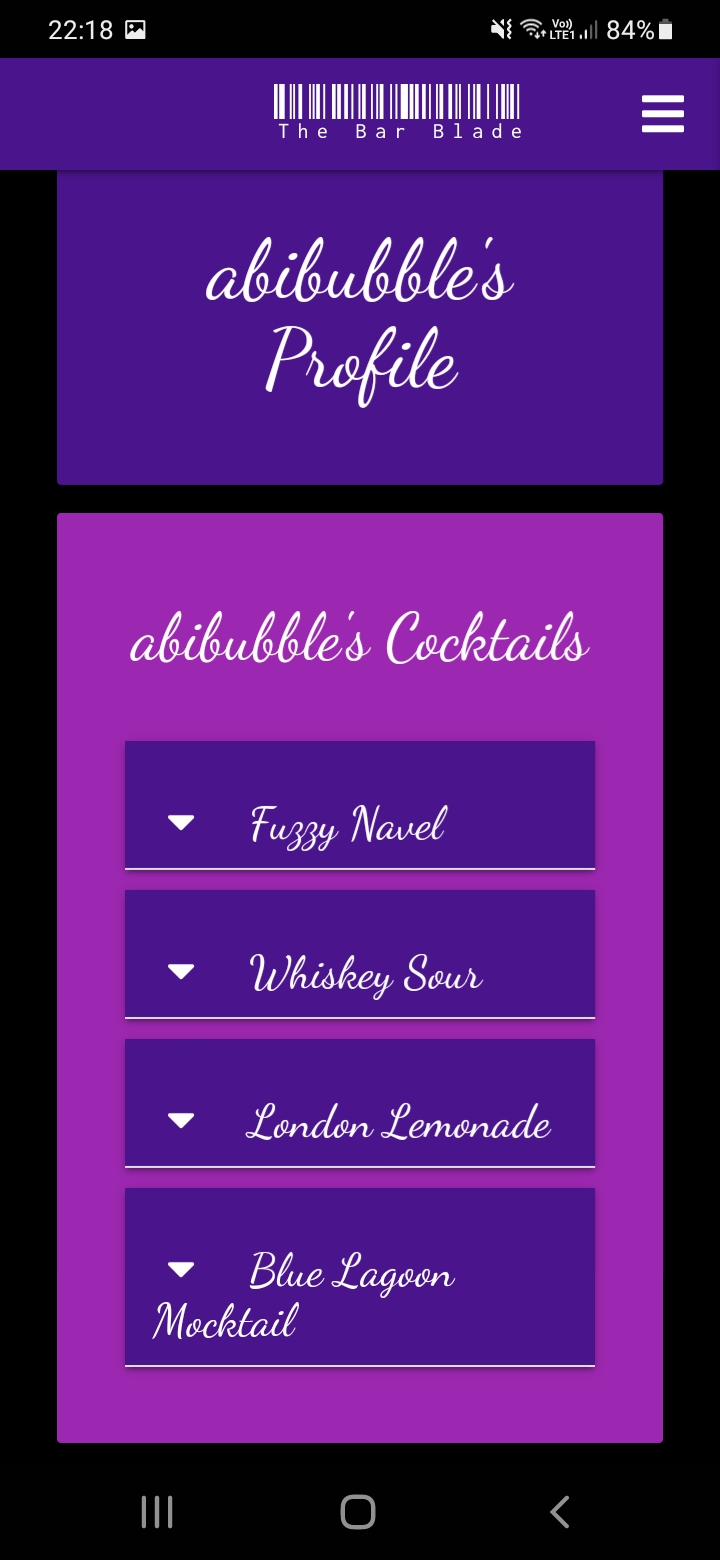 22:18
Vo)) LTE1 84%
The Bar Blade
abibubble's
Profile
abibubble's Cocktails
Fuzzy Navel
Whiskey Sour
London Lemonade
Blue Lagoon
Mocktail